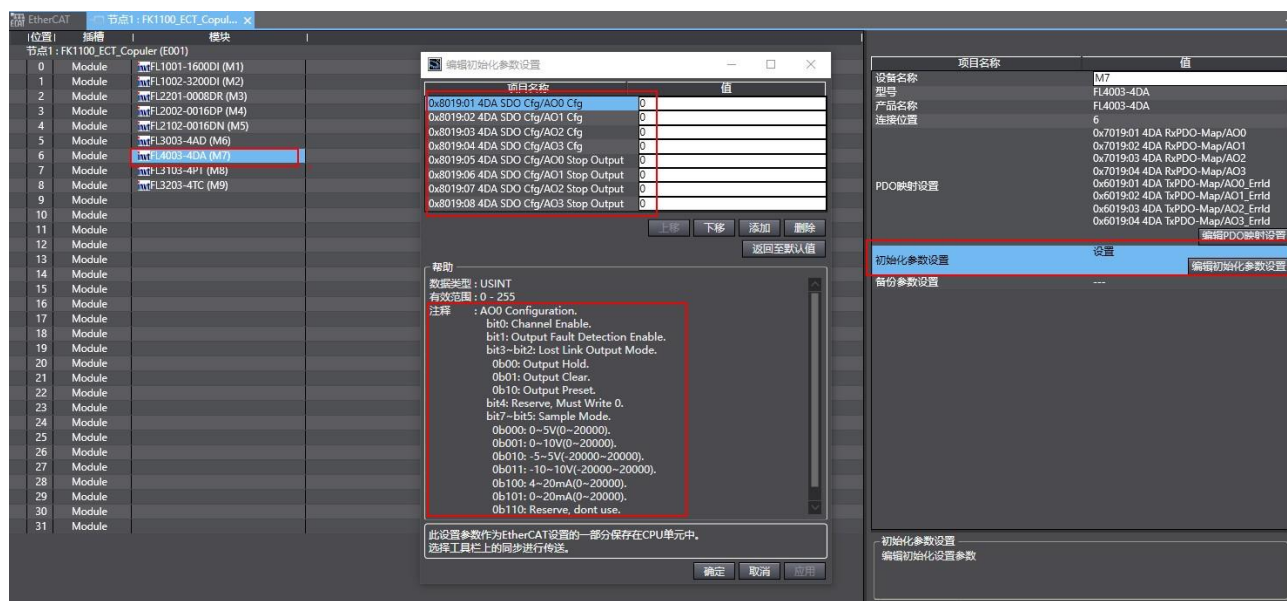 EtherCAT 节点1 : FK1100_ECT_Copul... ×
位置 插槽 模块
节点1 : FK1100_ECT_Copuler (E001)
0 Module FL1001-1600DI (M1)
1 Module FL1002-3200DI (M2)
2 Module FL2201-0008DR (M3)
3 Module FL2002-0016DP (M4)
4 Module FL2102-0016DN (M5)
5 Module FL3003-4AD (M6)
6 Module FL4003-4DA (M7)
7 Module FL3103-4PT (M8)
8 Module FL3203-4TC (M9)
9 Module
10 Module
11 Module
12 Module
13 Module
14 Module
15 Module
16 Module
17 Module
18 Module
19 Module
20 Module
21 Module
22 Module
23 Module
24 Module
25 Module
26 Module
27 Module
28 Module
29 Module
30 Module
31 Module
编辑初始化参数设置
项目名称 值
0x8019:01 4DA SDO Cfg/AO0 Cfg 0
0x8019:02 4DA SDO Cfg/AO1 Cfg 0
0x8019:03 4DA SDO Cfg/AO2 Cfg 0
0x8019:04 4DA SDO Cfg/AO3 Cfg 0
0x8019:05 4DA SDO Cfg/AO0 Stop Output 0
0x8019:06 4DA SDO Cfg/AO1 Stop Output 0
0x8019:07 4DA SDO Cfg/AO2 Stop Output 0
0x8019:08 4DA SDO Cfg/AO3 Stop Output 0
上移 下移 添加 删除
返回至默认值
帮助
数据类型 : USINT
有效范围 : 0 - 255
注释 : AO0 Configuration.
bit0: Channel Enable.
bit1: Output Fault Detection Enable.
bit3~bit2: Lost Link Output Mode.
0b00: Output Hold.
0b01: Output Clear.
0b10: Output Preset.
bit4: Reserve, Must Write 0.
bit7~bit5: Sample Mode.
0b000: 0~5V(0~20000).
0b001: 0~10V(0~20000).
0b010: -5~5V(-20000~20000).
0b011: -10~10V(-20000~20000).
0b100: 4~20mA(0~20000).
0b101: 0~20mA(0~20000).
0b110: Reserve, dont use.
此设置参数作为EtherCAT设置的一部分保存在CPU单元中。
选择工具栏上的同步进行传送。
确定 取消 应用
项目名称 值
设备名称 M7
型号 FL4003-4DA
产品名称 FL4003-4DA
连接位置 6
PDO映射设置
0x7019:01 4DA RxPDO-Map/AO0
0x7019:02 4DA RxPDO-Map/AO1
0x7019:03 4DA RxPDO-Map/AO2
0x7019:04 4DA RxPDO-Map/AO3
0x6019:01 4DA TxPDO-Map/AO0_ErrId
0x6019:02 4DA TxPDO-Map/AO1_ErrId
0x6019:03 4DA TxPDO-Map/AO2_ErrId
0x6019:04 4DA TxPDO-Map/AO3_ErrId
编辑PDO映射设置
初始化参数设置 设置
编辑初始化参数设置
备份参数设置 ---
初始化参数设置
编辑初始化设置参数